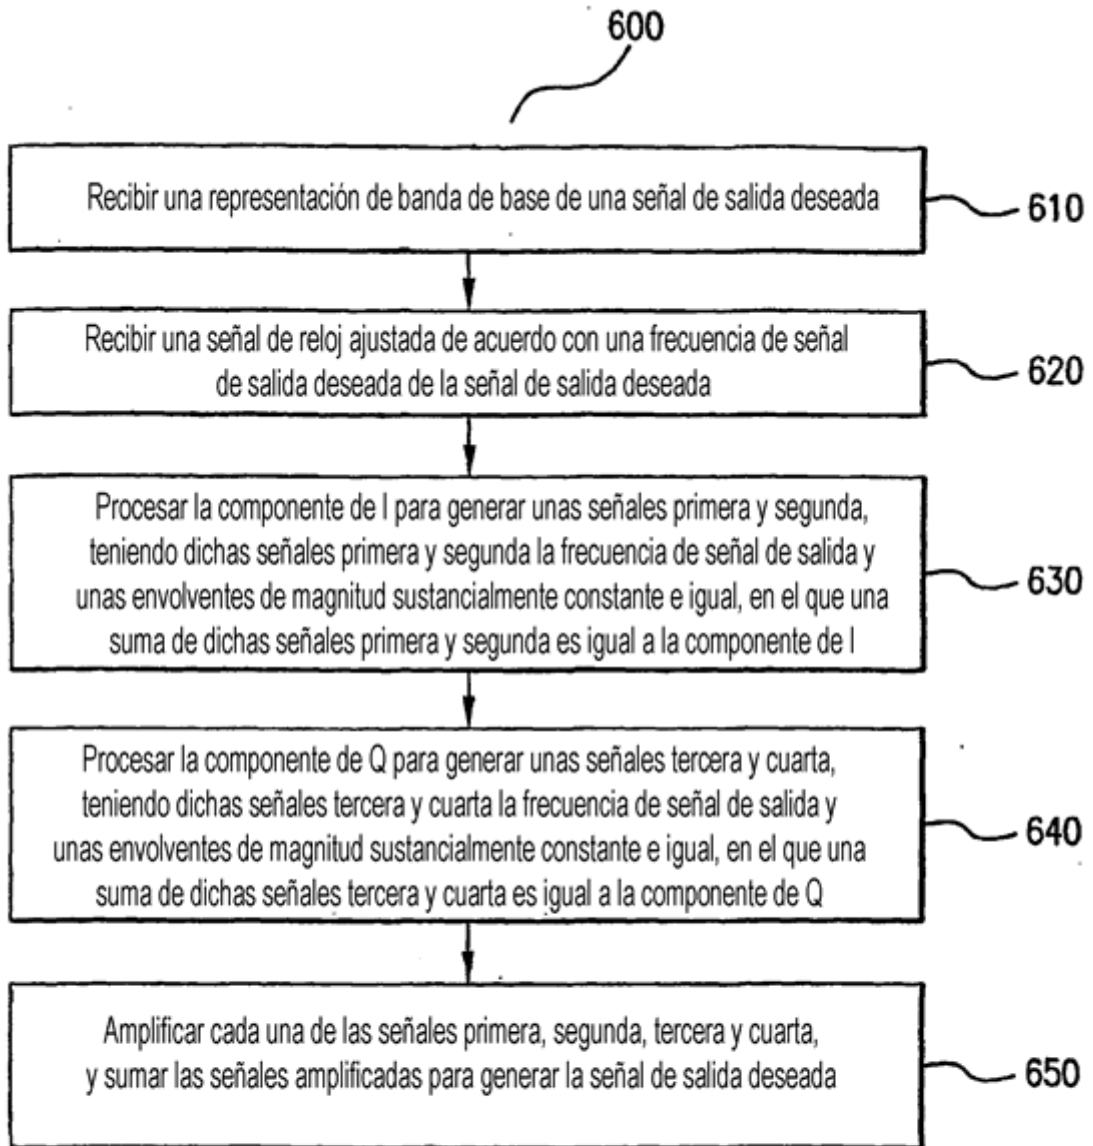 600
Recibir una representación de banda de base de una señal de salida deseada
610
Recibir una señal de reloj ajustada de acuerdo con una frecuencia de señal
de salida deseada de la señal de salida deseada
620
Procesar la componente de I para generar unas señales primera y segunda,
teniendo dichas señales primera y segunda la frecuencia de señal de salida y
unas envolventes de magnitud sustancialmente constante e igual, en el que una
suma de dichas señales primera y segunda es igual a la componente de I
630
Procesar la componente de Q para generar unas señales tercera y cuarta,
teniendo dichas señales tercera y cuarta la frecuencia de señal de salida y
unas envolventes de magnitud sustancialmente constante e igual, en el que una
suma de dichas señales tercera y cuarta es igual a la componente de Q
640
Amplificar cada una de las señales primera, segunda, tercera y cuarta,
y sumar las señales amplificadas para generar la señal de salida deseada
650